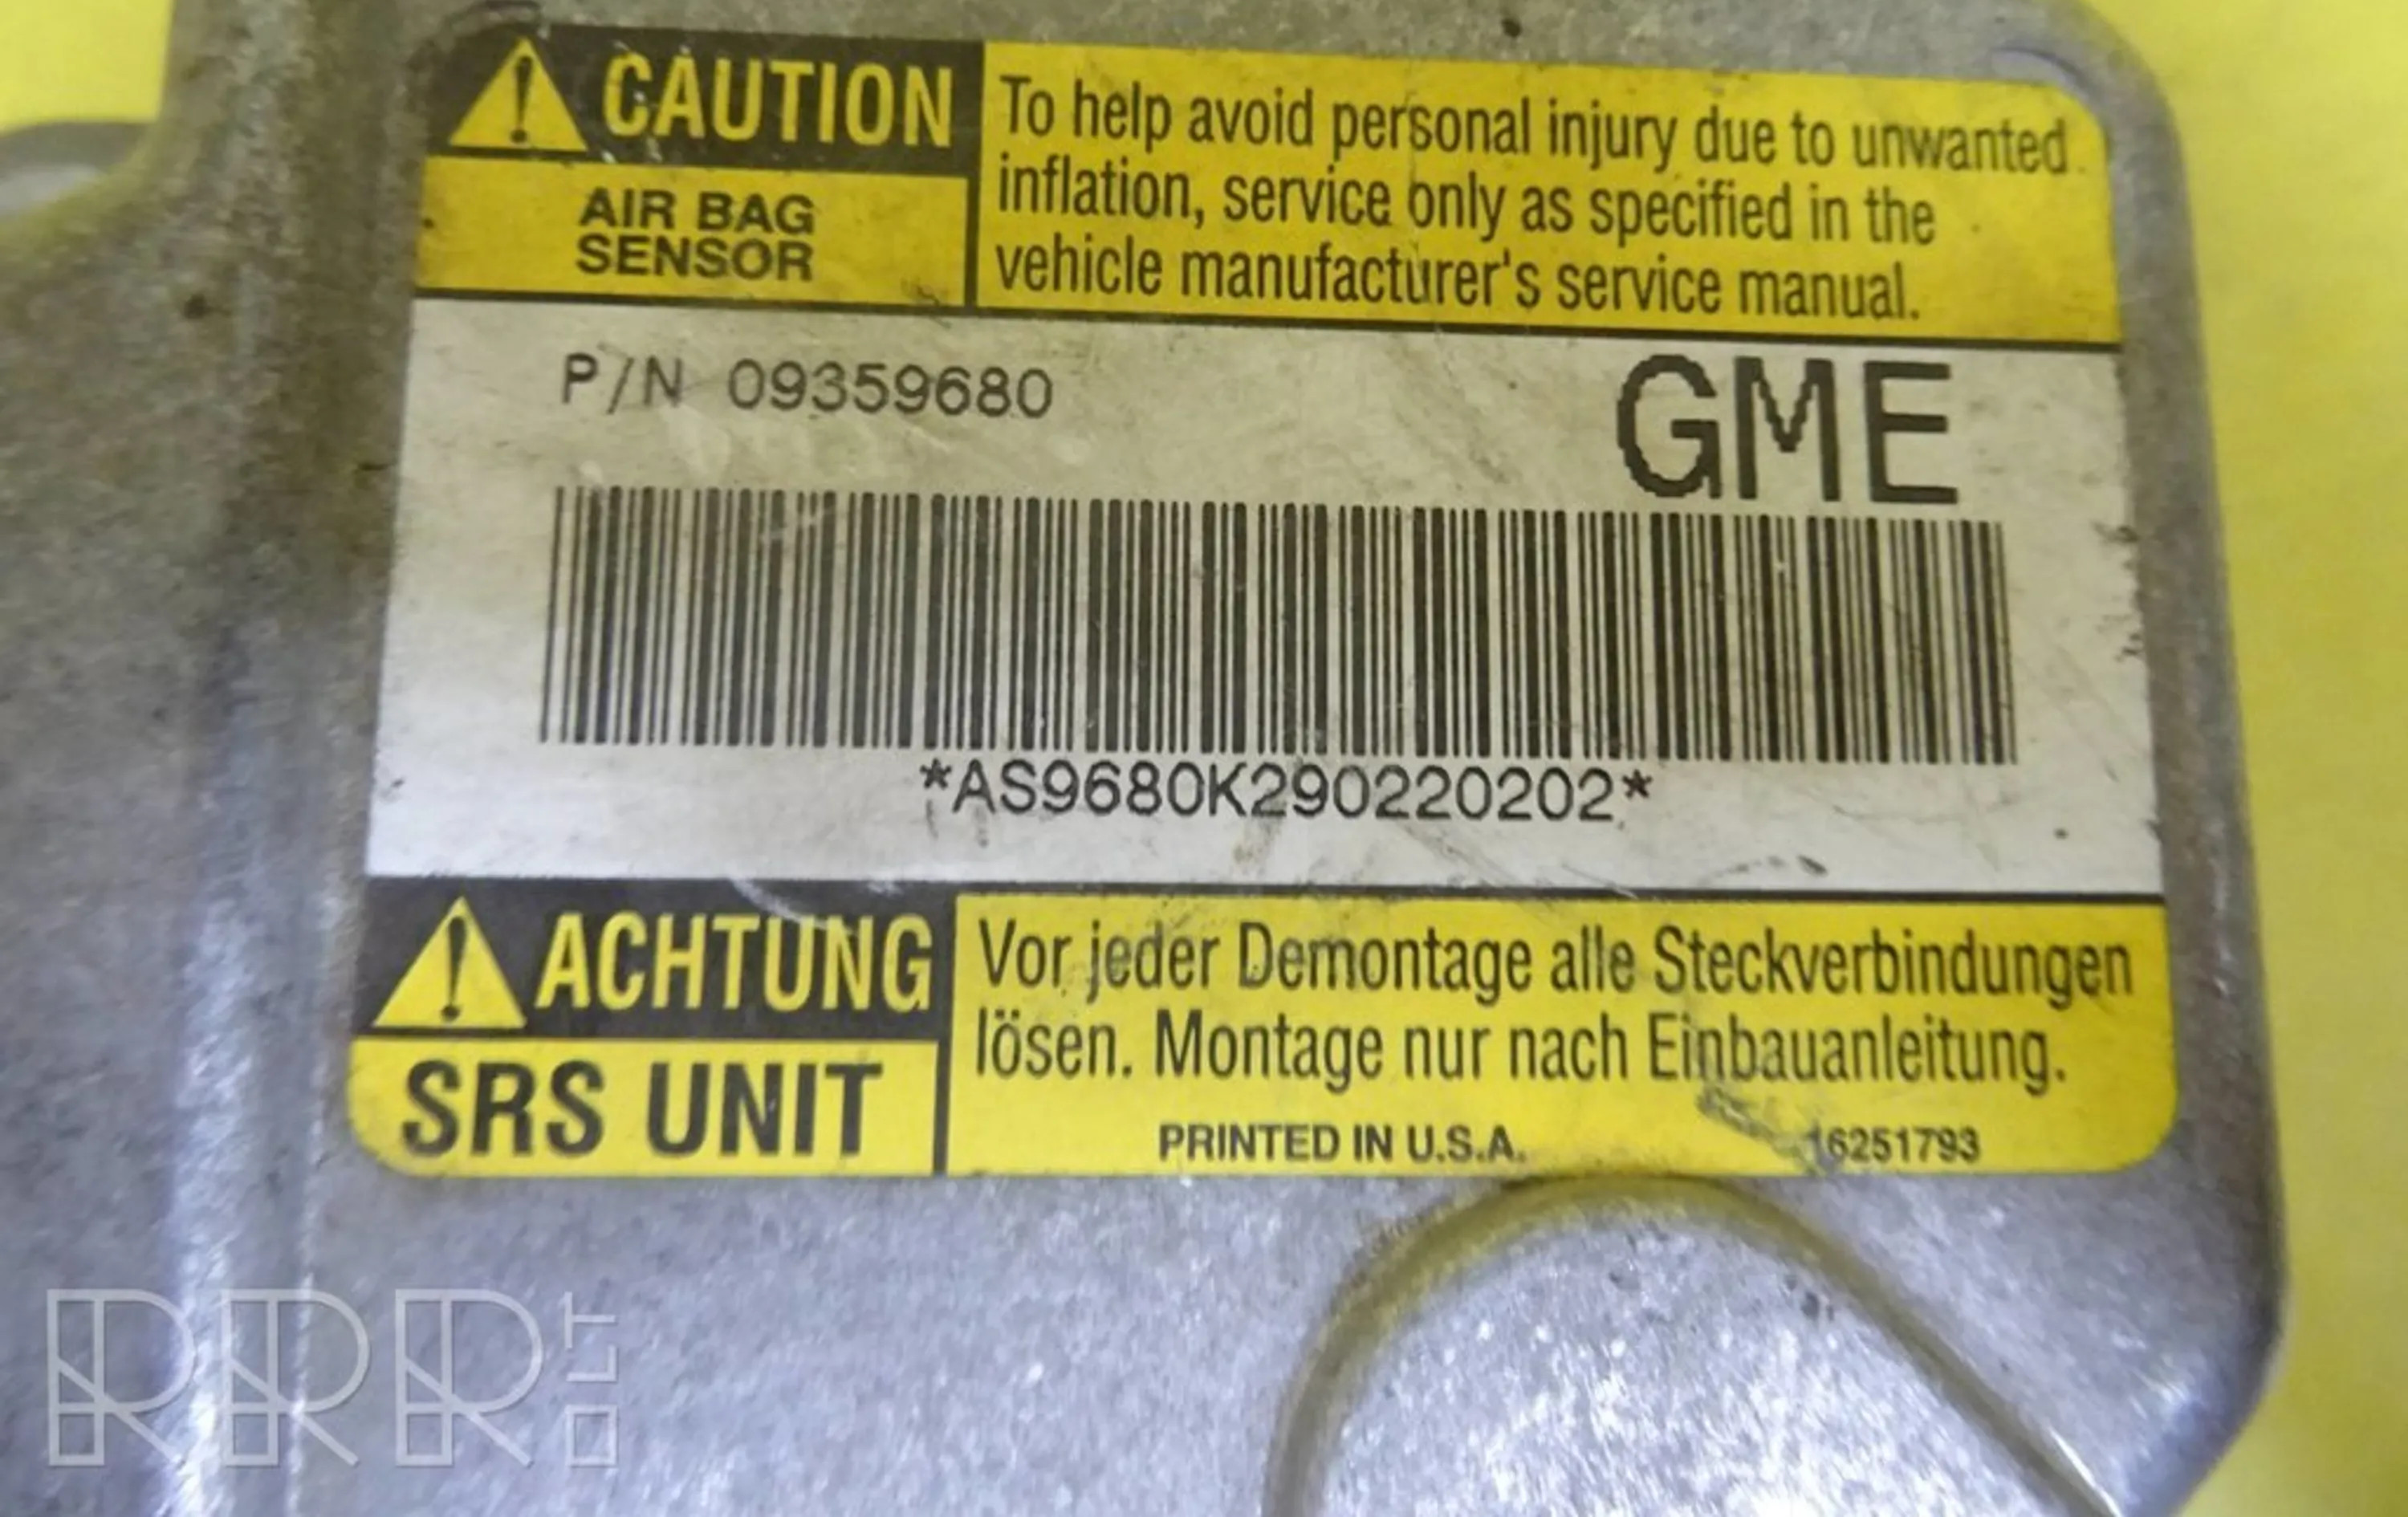 CAUTION
AIR BAG
SENSOR
To help avoid personal injury due to unwanted
inflation, service only as specified in the
vehicle manufacturer's service manual.
P/N 09359680
GME
*AS9680K290220202*
ACHTUNG
SRS UNIT
Vor jeder Demontage alle Steckverbindungen
lösen. Montage nur nach Einbauanleitung.
PRINTED IN U.S.A.
16251793
RRR.LT